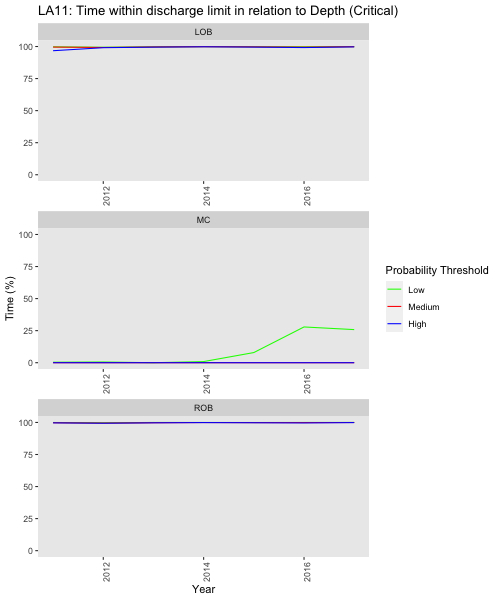 LA11: Time within discharge limit in relation to Depth (Critical)
LOB
100
75
50
25
0
2012
2014
2016
MC
100
75
50
25
0
2012
2014
2016
Time (%)
Probability Threshold
Low
Medium
High
ROB
100
75
50
25
0
2012
2014
2016
Year